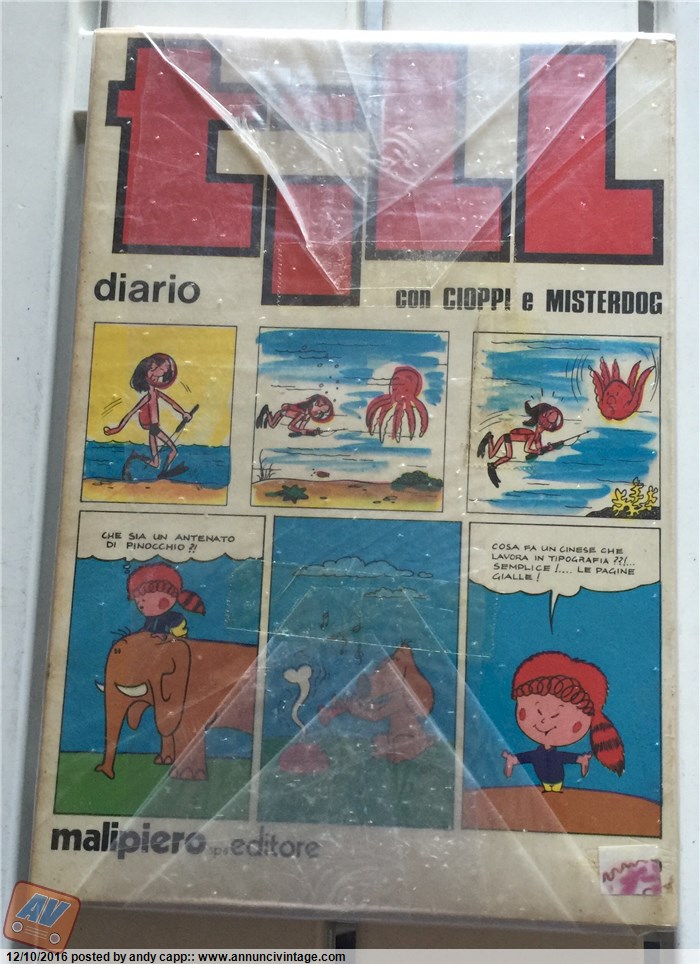 diario
con CIOPPI e MISTERDOG
CHE SIA UN ANTENATO
DI PINOCCHIO?!
COSA FA UN CINESE CHE
LAVORA IN TIPOGRAFIA ??!...
SEMPLICE !.... LE PAGINE
GIALLE !
malipiero spa editore
AV
12/10/2016 posted by andy capp:: www.annuncivintage.com